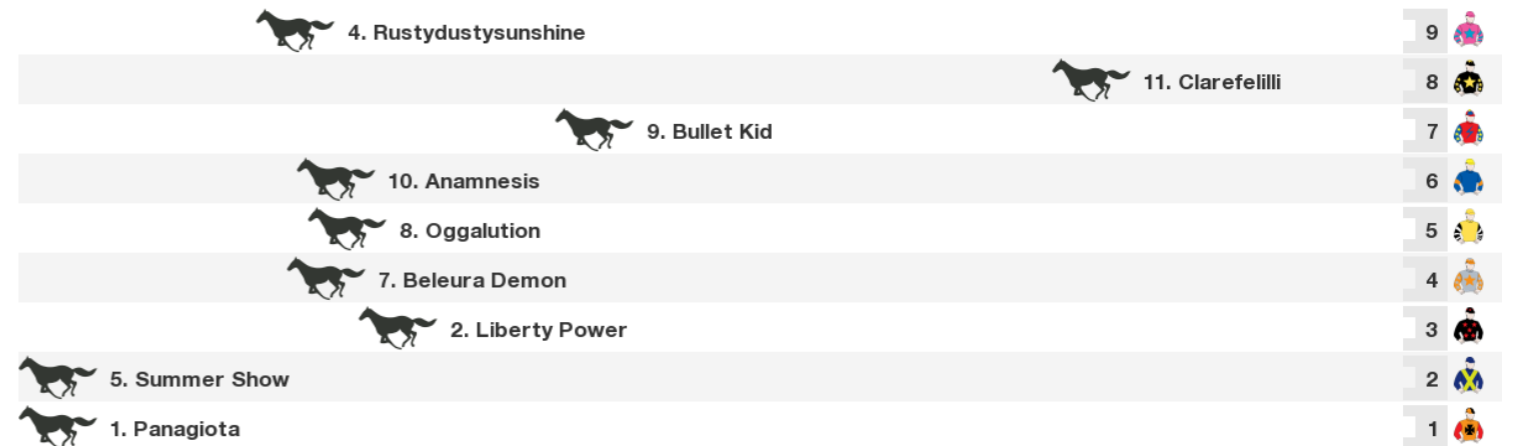 4. Rustydustysunshine 9
11. Clarefelilli 8
9. Bullet Kid 7
10. Anamnesis 6
8. Oggalution 5
7. Beleura Demon 4
2. Liberty Power 3
5. Summer Show 2
1. Panagiota 1